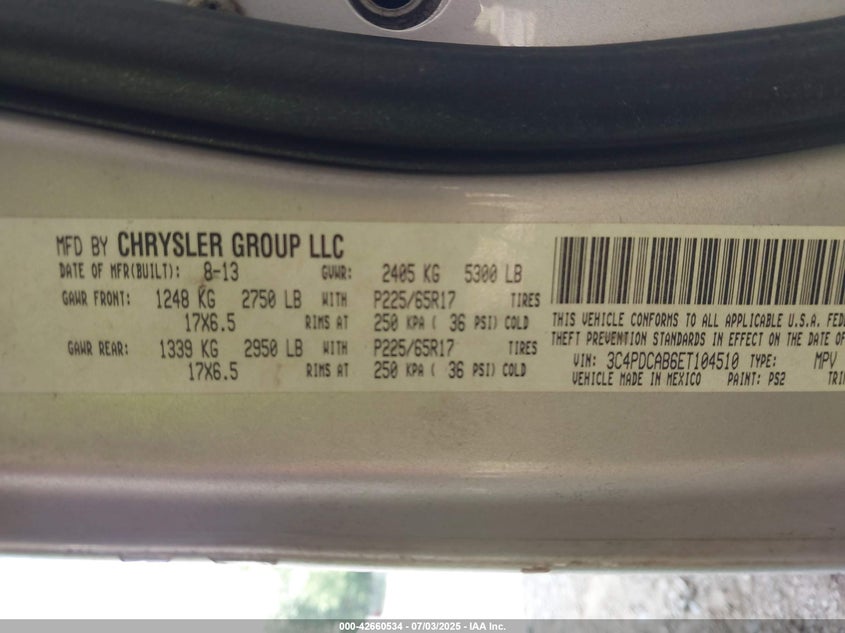 MFD BY CHRYSLER GROUP LLC
DATE OF MFR(BUILT): 8-13 GVWR: 2405 KG 5300 LB
GAWR FRONT: 1248 KG 2750 LB WITH P225/65R17 TIRES
17X6.5 RIMS AT 250 KPA ( 36 PSI) COLD
GAWR REAR: 1339 KG 2950 LB WITH P225/65R17 TIRES
17X6.5 RIMS AT 250 KPA ( 36 PSI) COLD
THIS VEHICLE CONFORMS TO ALL APPLICABLE U.S.A. FEDE
THEFT PREVENTION STANDARDS IN EFFECT ON THE DATE OF
VIN: 3C4PDCAB6ET104510 TYPE: MPV
VEHICLE MADE IN MEXICO PAINT: PS2 TRI
000-42660534 - 07/03/2025 - IAA Inc.